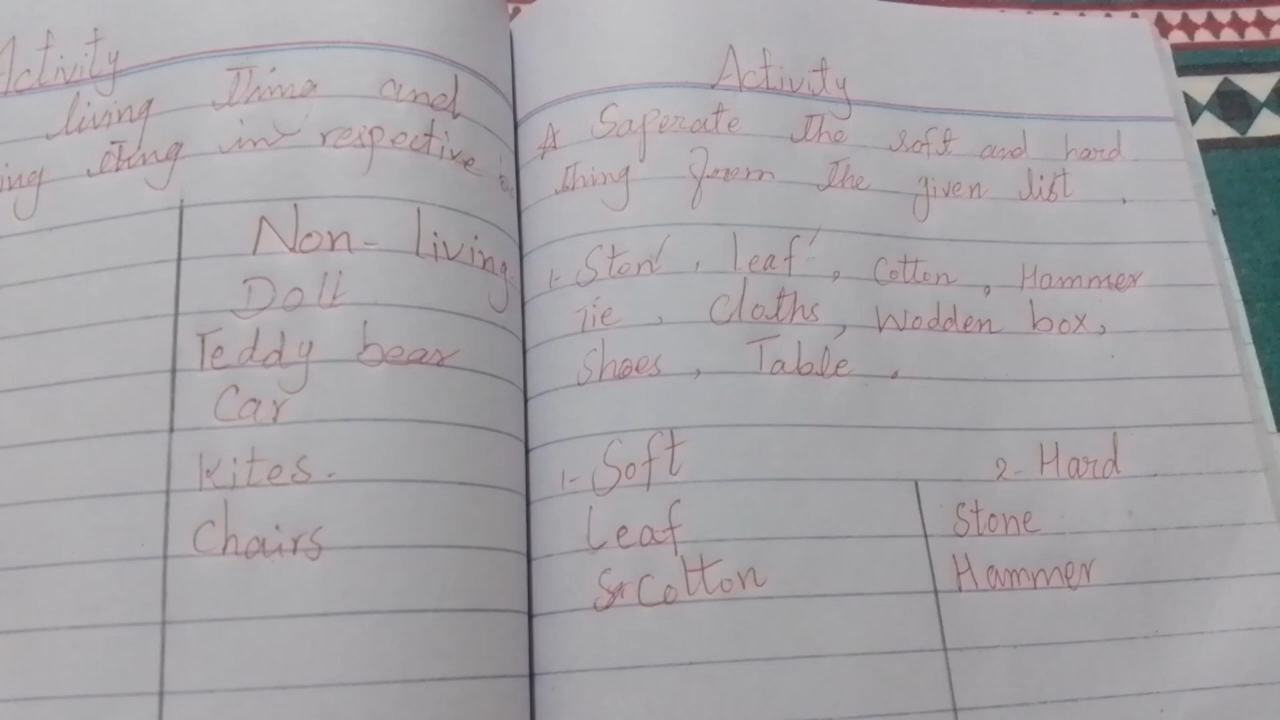 Activity
living Thing and
ing thing in respective
Non-living
Doll
Teddy bear
Car
Kites.
Chairs
Activity
A Saperate The soft and hard
Thing from The given list .
1- Ston , leaf , Cotton , Hammer
Tie , Cloths , Wodden box,
Shoes , Table .
1- Soft 2- Hard
Leaf Stone
Cotton Hammer